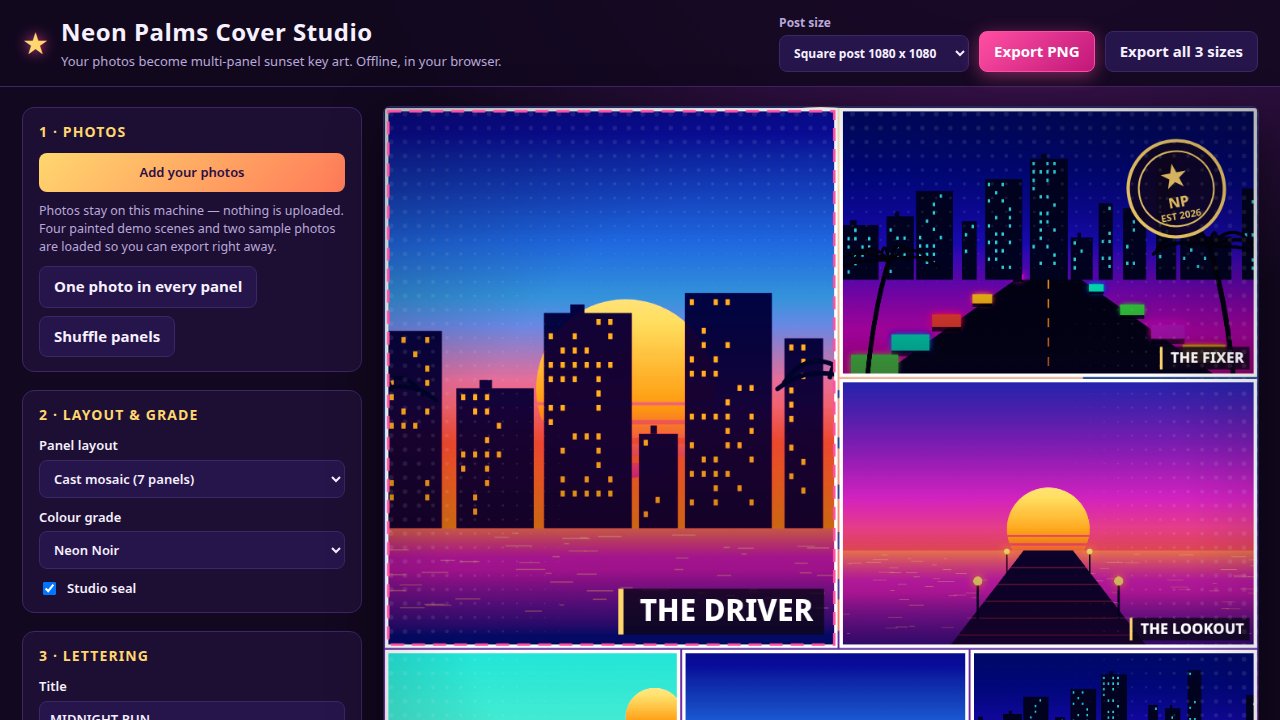 Neon Palms Cover Studio
Your photos become multi-panel sunset key art. Offline, in your browser.
Post size
Square post 1080 x 1080
Export PNG
Export all 3 sizes
1 · PHOTOS
Add your photos
Photos stay on this machine — nothing is uploaded.
Four painted demo scenes and two sample photos
are loaded so you can export right away.
One photo in every panel
Shuffle panels
2 · LAYOUT & GRADE
Panel layout
Cast mosaic (7 panels)
Colour grade
Neon Noir
Studio seal
3 · LETTERING
Title
MIDNIGHT RUN
THE DRIVER
NP
EST 2026
THE FIXER
THE LOOKOUT